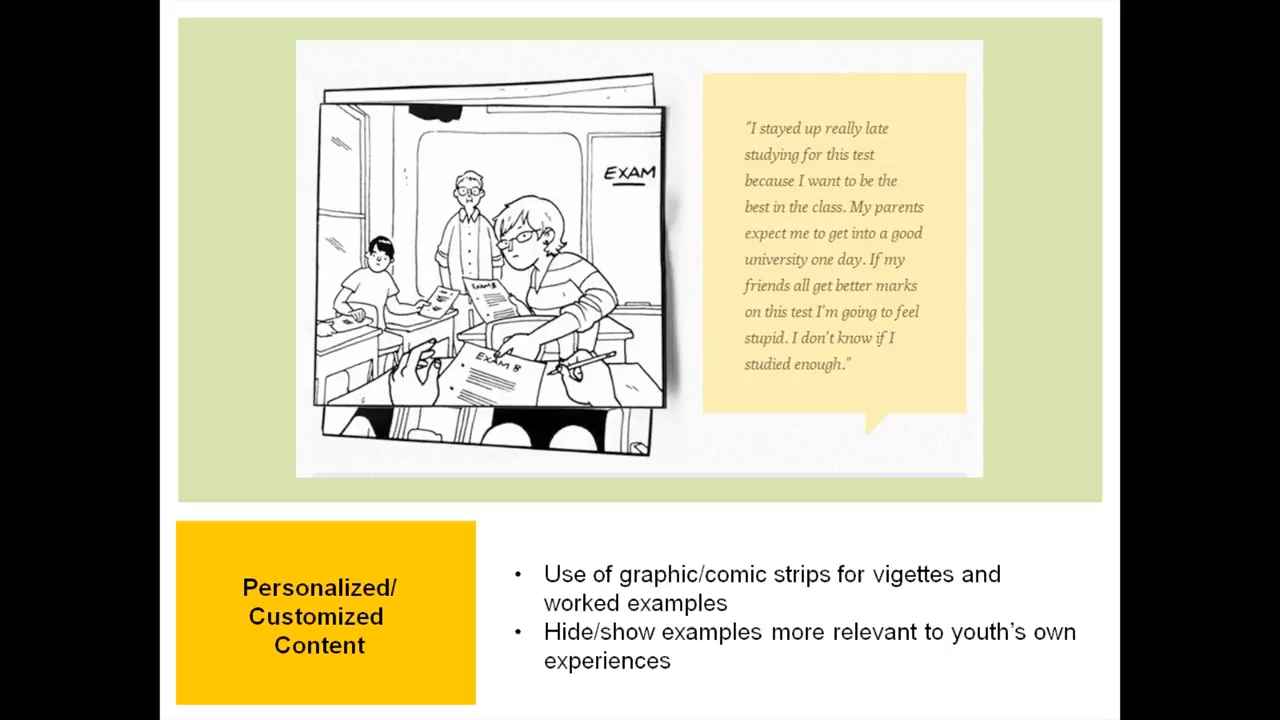 EXAM
EXAM B
EXAM B
"I stayed up really late
studying for this test
because I want to be the
best in the class. My parents
expect me to get into a good
university one day. If my
friends all get better marks
on this test I'm going to feel
stupid. I don't know if I
studied enough."
Personalized/
Customized
Content
• Use of graphic/comic strips for vigettes and
worked examples
• Hide/show examples more relevant to youth's own
experiences